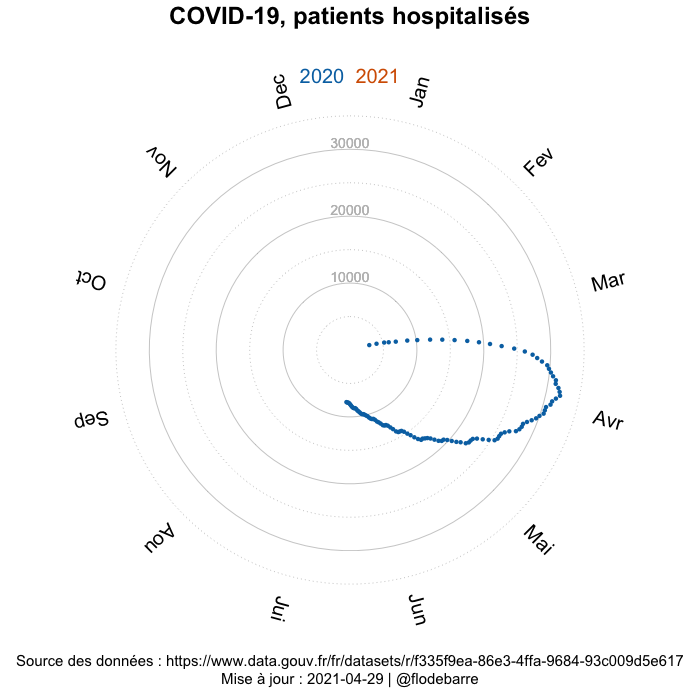 COVID-19, patients hospitalisés
2020 2021
Dec
Jan
Nov
Fev
30000
20000
Oct
Mar
10000
Sep
Avr
Aou
Mai
Jui
Jun
Source des données : https://www.data.gouv.fr/fr/datasets/r/f335f9ea-86e3-4ffa-9684-93c009d5e617
Mise à jour : 2021-04-29 | @flodebarre